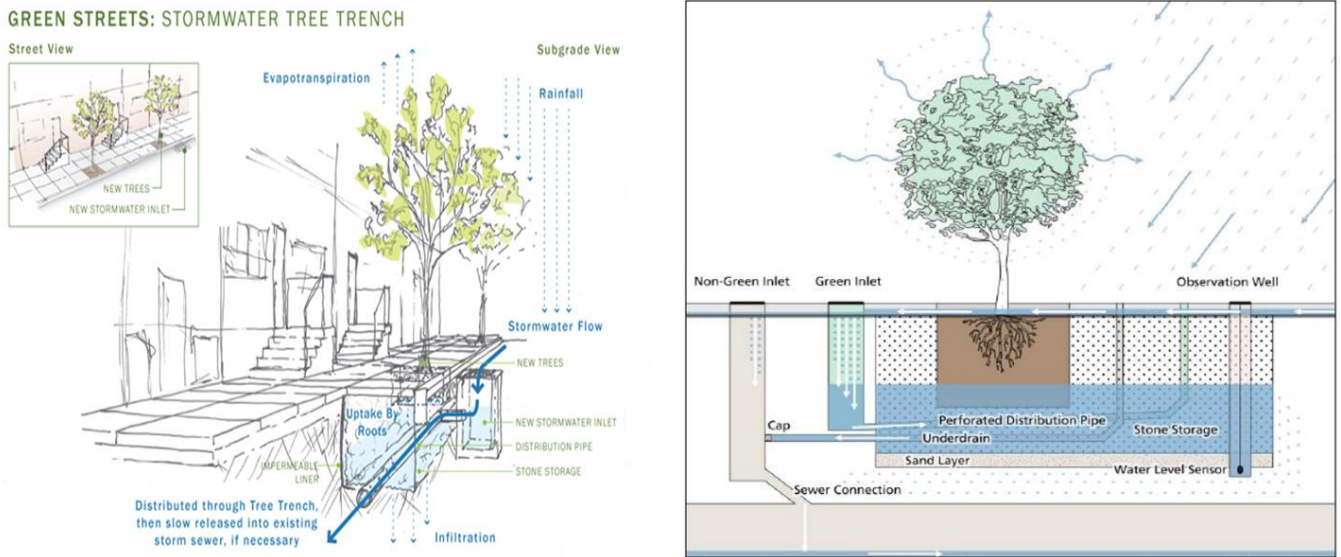 GREEN STREETS: STORMWATER TREE TRENCH
Street View
Subgrade View
Evapotranspiration
Rainfall
NEW TREES
NEW STORMWATER INLET
Stormwater Flow
NEW TREES
Uptake By
Roots
NEW STORMWATER INLET
DISTRIBUTION PIPE
IMPERMEABLE
LINER
STONE STORAGE
Distributed through Tree Trench,
then slow released into existing
storm sewer, if necessary
Infiltration
Non-Green Inlet
Green Inlet
Observation Well
Perforated Distribution Pipe
Cap
Underdrain
Stone Storage
Sand Layer
Water Level Sensor
Sewer Connection